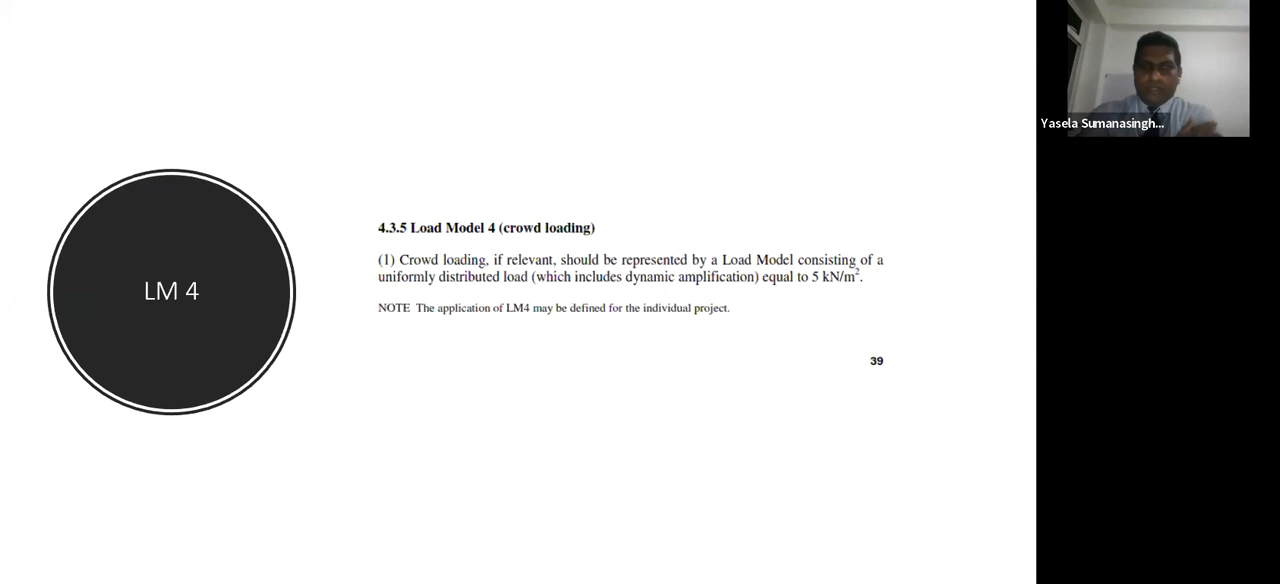 LM 4
4.3.5 Load Model 4 (crowd loading)
(1) Crowd loading, if relevant, should be represented by a Load Model consisting of a
uniformly distributed load (which includes dynamic amplification) equal to 5 kN/m².
NOTE The application of LM4 may be defined for the individual project.
39
Yasela Sumanasingh...